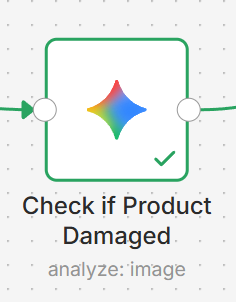 Check if Product
Damaged
analyze: image